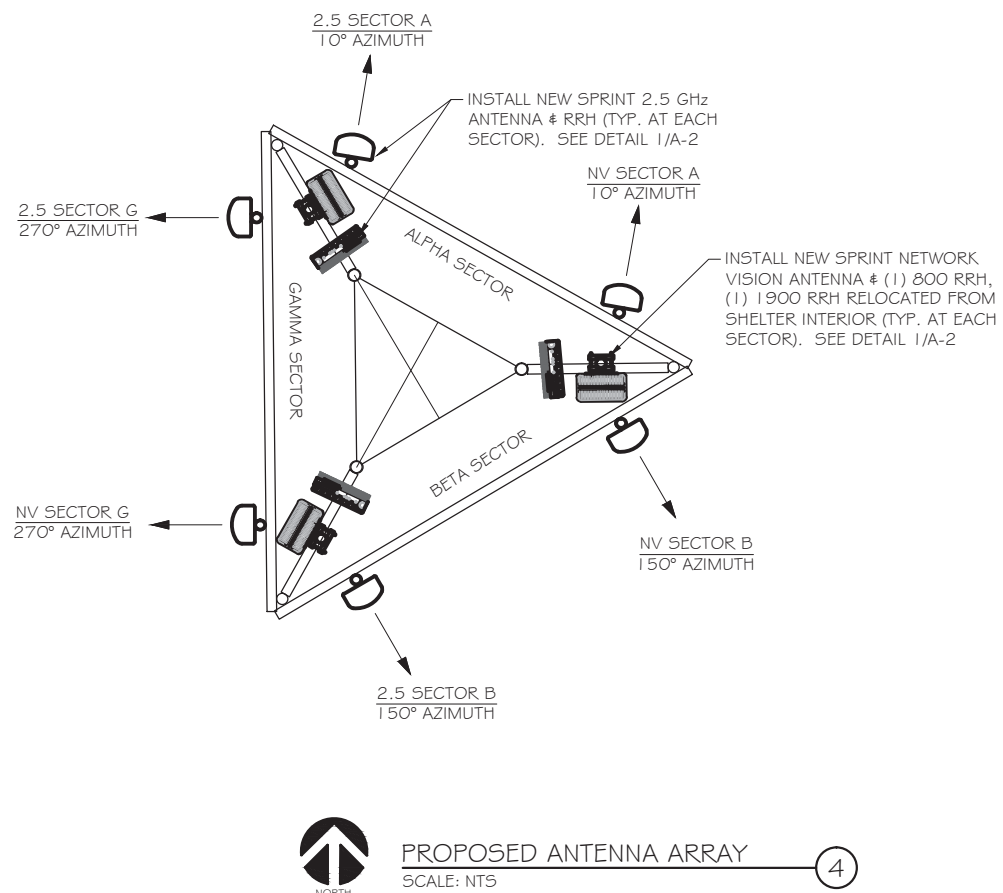 2.5 SECTOR A
10° AZIMUTH
INSTALL NEW SPRINT 2.5 GHz
ANTENNA & RRH (TYP. AT EACH
SECTOR). SEE DETAIL 1/A-2
NV SECTOR A
10° AZIMUTH
2.5 SECTOR G
270° AZIMUTH
ALPHA SECTOR
INSTALL NEW SPRINT NETWORK
VISION ANTENNA & (1) 800 RRH,
(1) 1900 RRH RELOCATED FROM
SHELTER INTERIOR (TYP. AT EACH
SECTOR). SEE DETAIL 1/A-2
GAMMA SECTOR
BETA SECTOR
NV SECTOR G
270° AZIMUTH
NV SECTOR B
150° AZIMUTH
2.5 SECTOR B
150° AZIMUTH
NORTH
PROPOSED ANTENNA ARRAY
4
SCALE: NTS